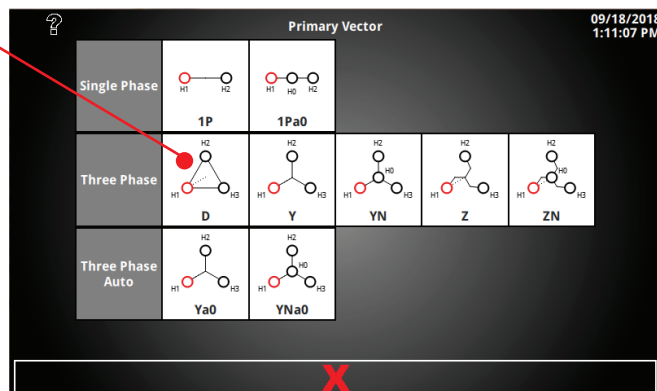 ?
Primary Vector
09/18/2018
1:11:07 PM
Single Phase
H1 H2
1P
H1 H0 H2
1Pa0
Three Phase
H2
H1 H3
D
H2
H1 H3
Y
H2
H0
H1 H3
YN
H2
H1 H3
Z
H2
H0
H1 H3
ZN
Three Phase
Auto
H2
H1 H3
Ya0
H2
H0
H1 H3
YNa0
X